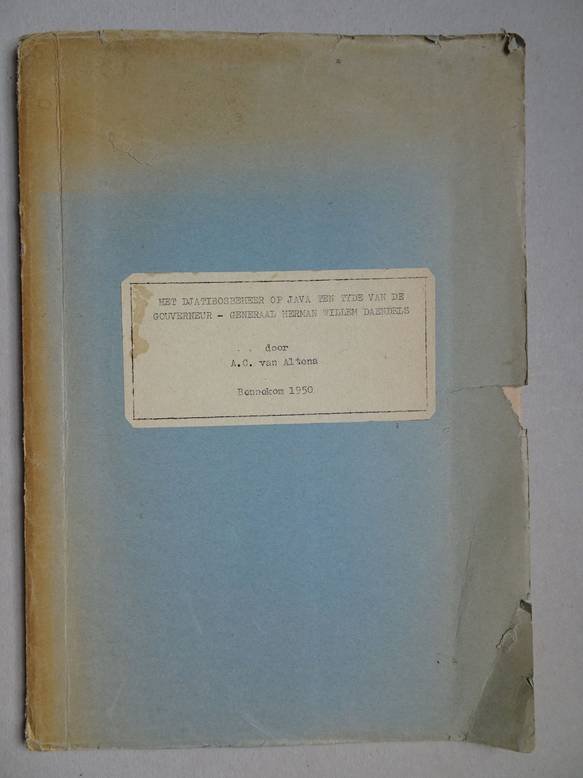 HET DJATIBOSBEHEER OP JAVA TEN TYDE VAN DE
GOUVERNEUR - GENERAAL HERMAN WILLEM DAENDELS
door
A.C. van Altena
Bennekom 1950